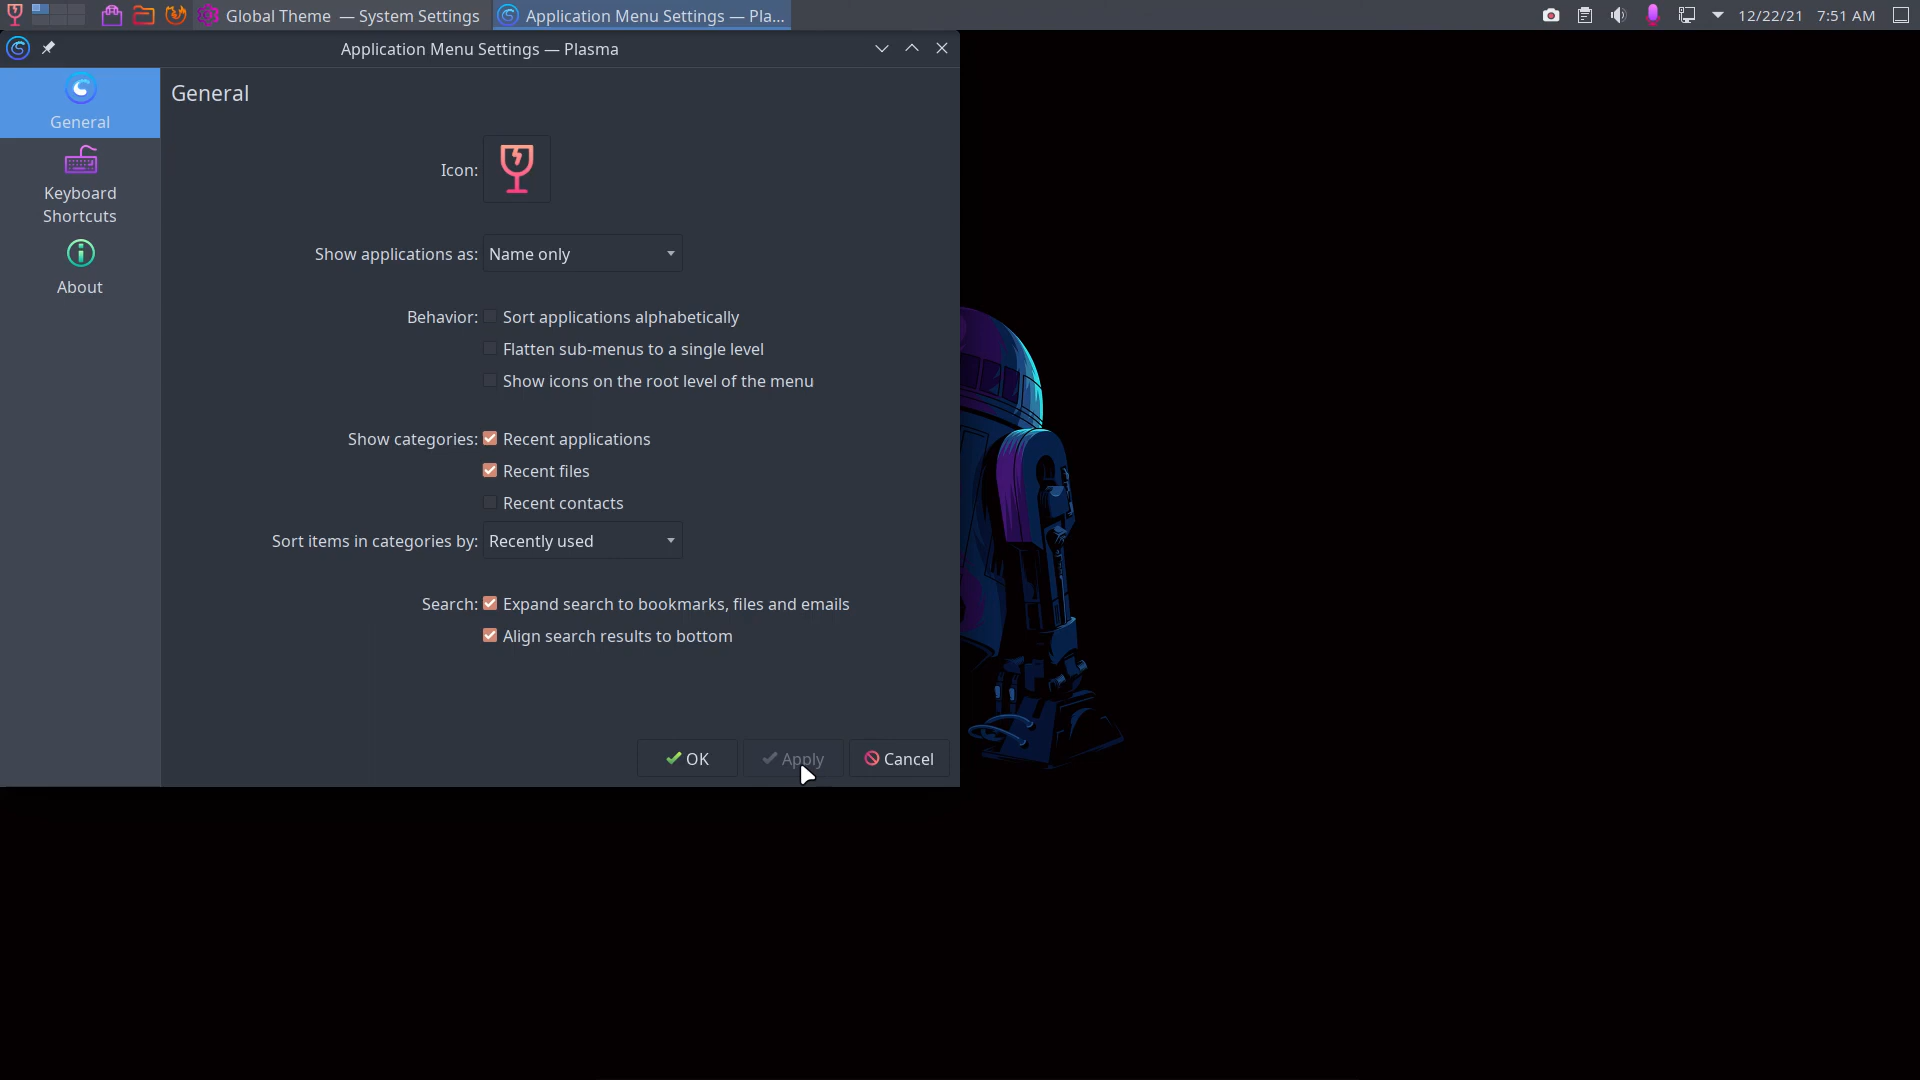 Global Theme — System Settings
Application Menu Settings — Pla...
12/22/21 7:51 AM
Application Menu Settings — Plasma
General
Keyboard
Shortcuts
About
General
Icon:
Show applications as: Name only
Behavior: Sort applications alphabetically
Flatten sub-menus to a single level
Show icons on the root level of the menu
Show categories: Recent applications
Recent files
Recent contacts
Sort items in categories by: Recently used
Search: Expand search to bookmarks, files and emails
Align search results to bottom
OK Apply Cancel